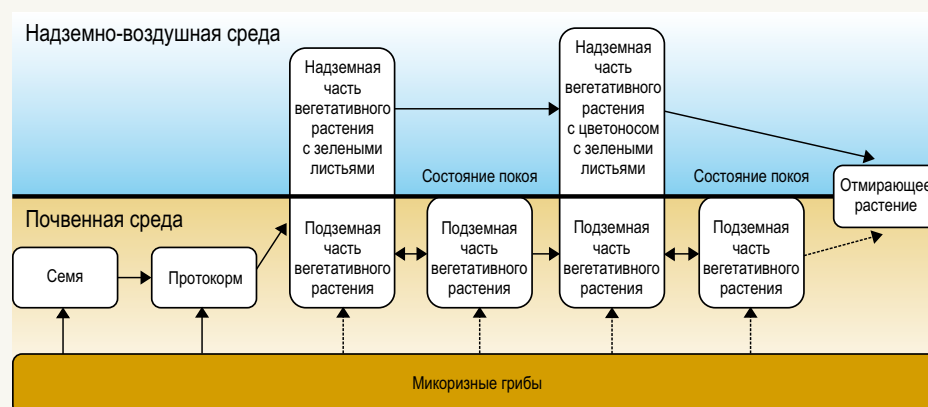 Надземно-воздушная среда
Надземная
часть
вегетативного
растения
с зелеными
листьями
Надземная
часть
вегетативного
растения
с цветоносом
с зелеными
листьями
Состояние покоя
Состояние покоя
Отмирающее
растение
Почвенная среда
Семя
Протокорм
Подземная
часть
вегетативного
растения
Подземная
часть
вегетативного
растения
Подземная
часть
вегетативного
растения
Подземная
часть
вегетативного
растения
Микоризные грибы